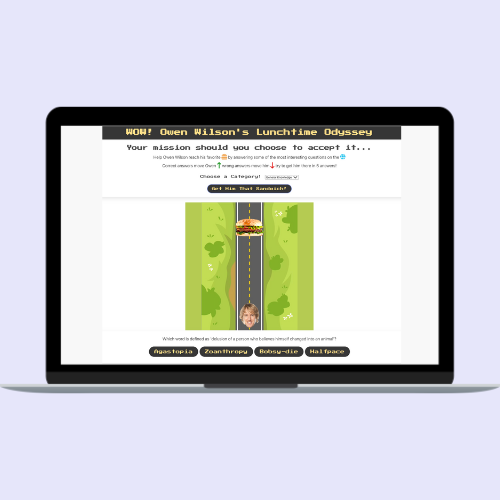 WOW! Owen Wilson's Lunchtime Odyssey
Your mission should you choose to accept it...
Help Owen Wilson reach his favorite 🍔 by answering some of the most interesting questions on the
Correct answers move Owen ⬆ wrong answers move him ⬇ try to get him there in 5 answers!
Choose a Category! General Knowledge
Get Him That Sandwich?
Which word is defined as 'delusion of a person who believes himself changed into an animal'?
Agastopia Zoanthropy Bobsy-die Halfpace